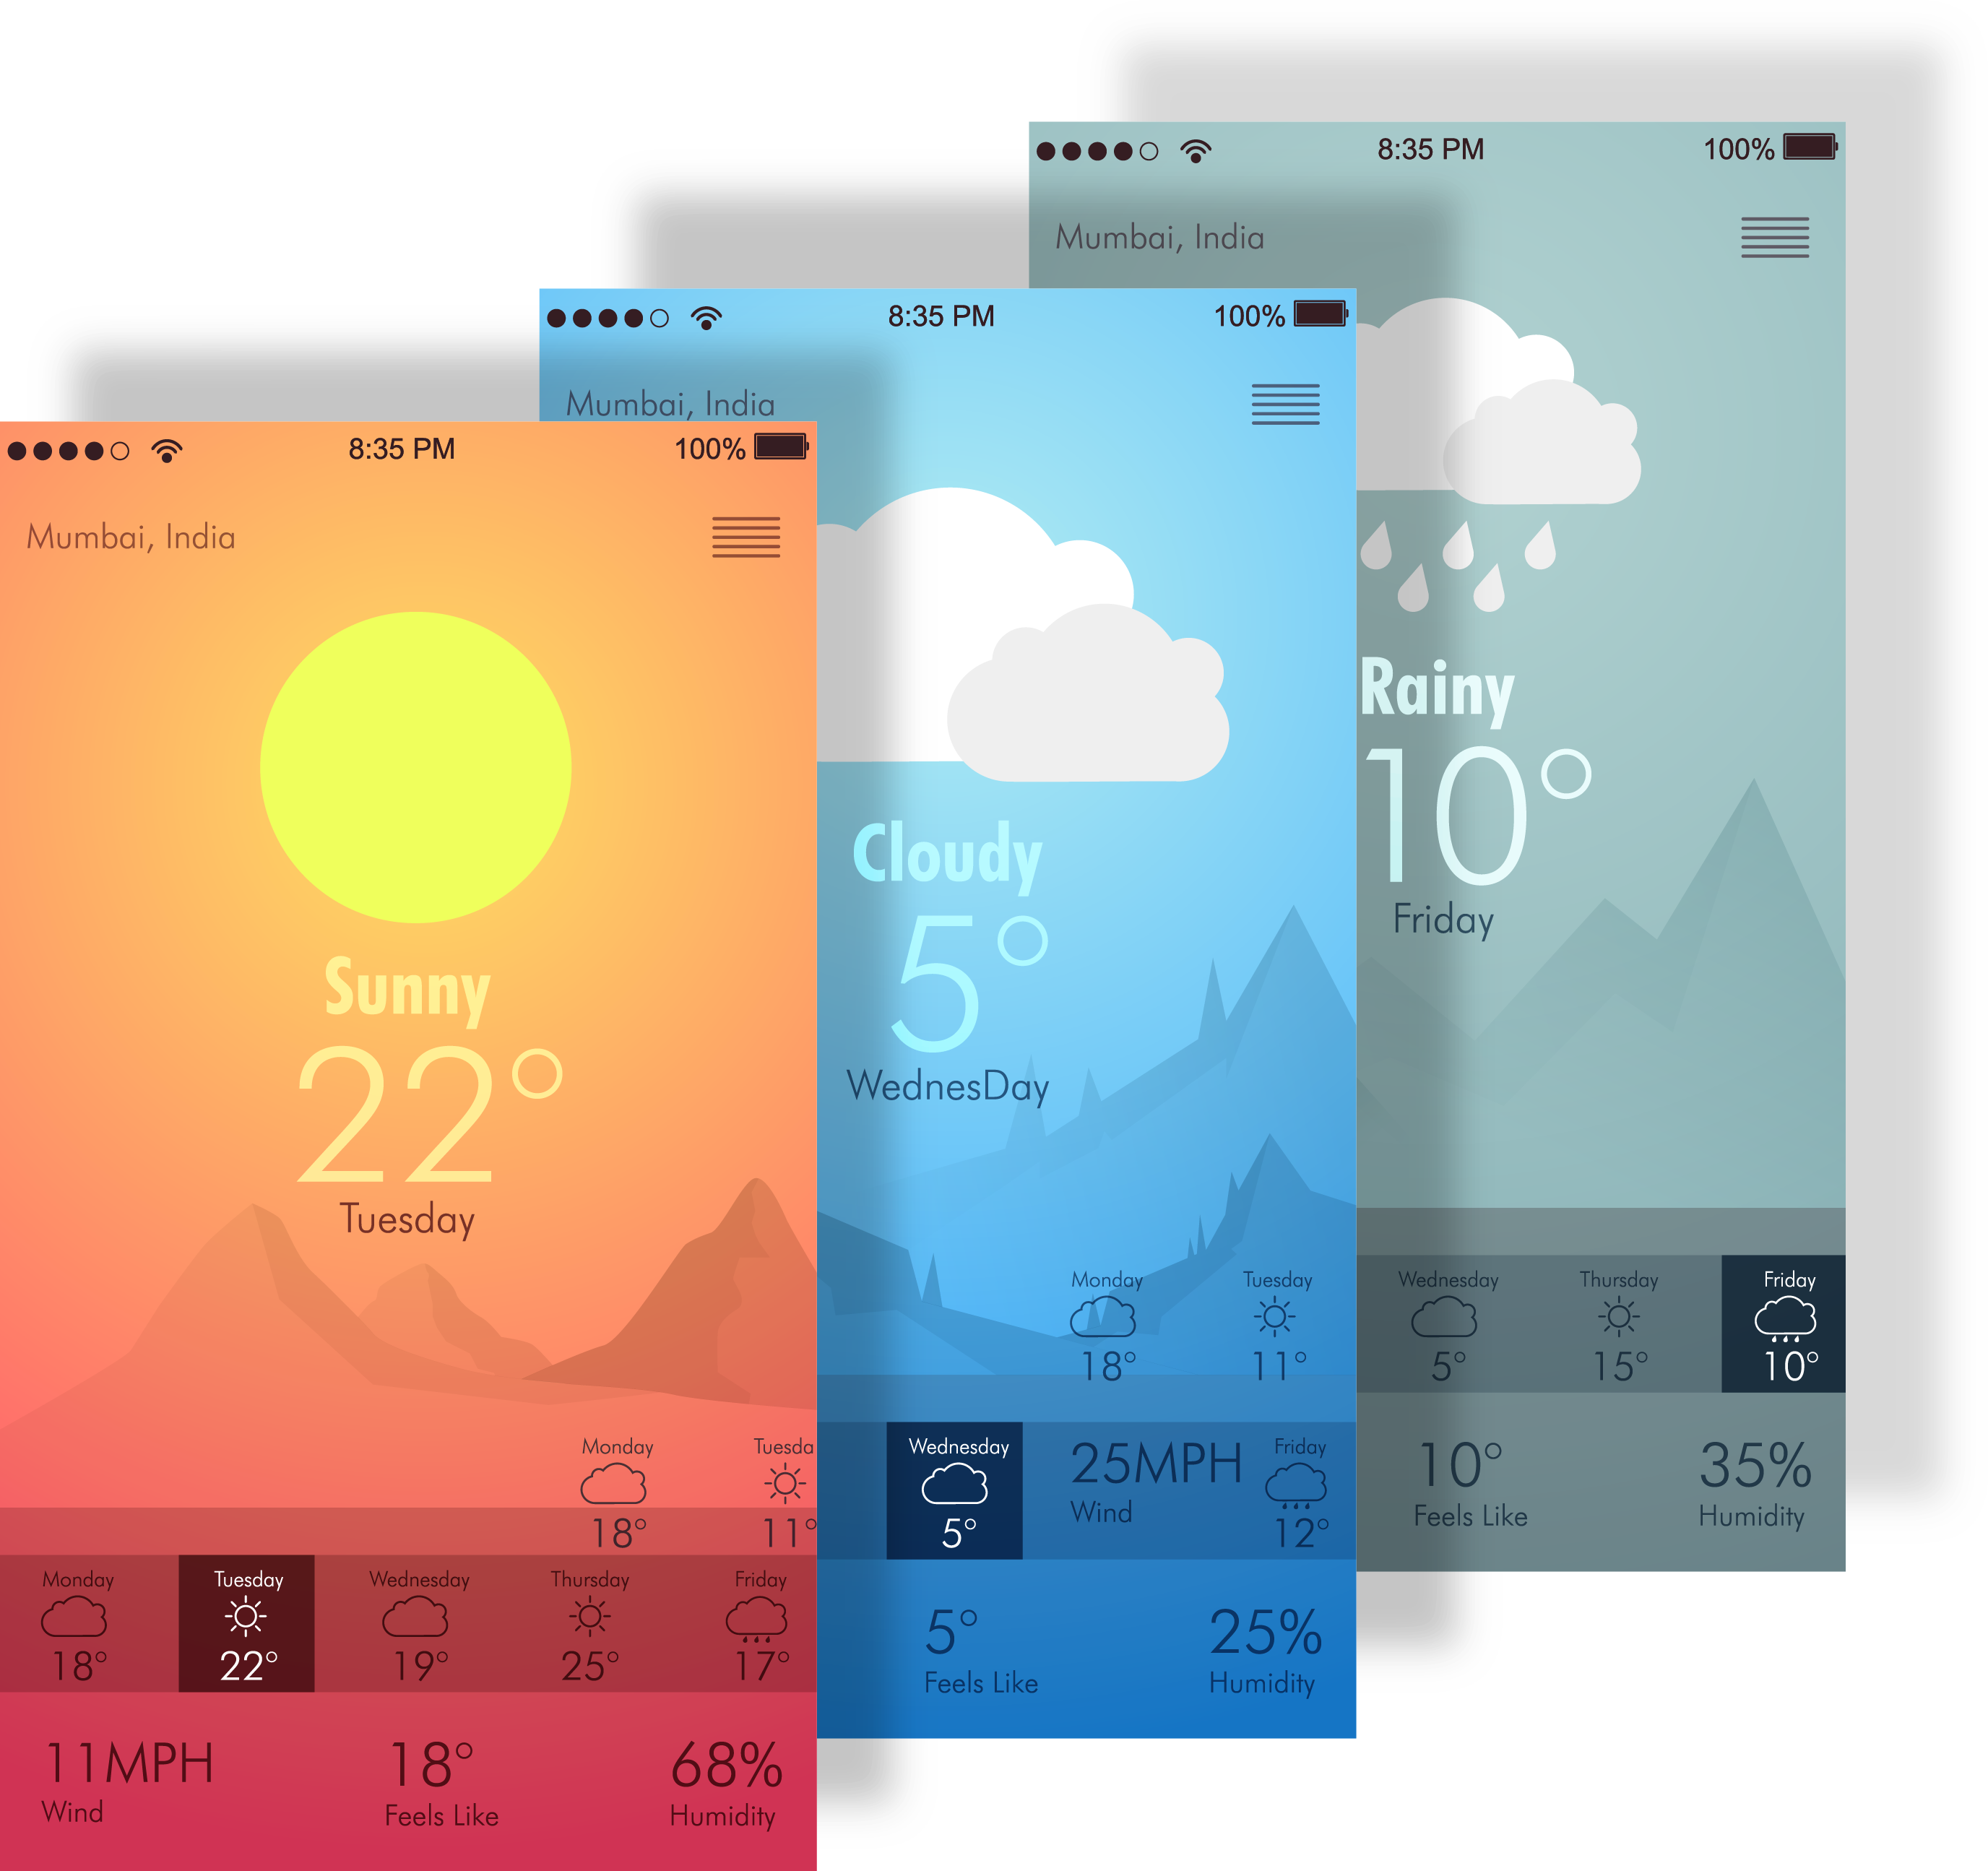 8:35 PM 100%
Mumbai, India
Sunny
22°
Tuesday
Monday Tuesda
18° 11°
Monday Tuesday Wednesday Thursday Friday
18° 22° 19° 25° 17°
11MPH 18° 68%
Wind Feels Like Humidity
8:35 PM 100%
Mumbai, India
Cloudy
5°
WednesDay
Monday Tuesday
18° 11°
Wednesday 25MPH Friday
5° Wind 12°
5° 25%
Feels Like Humidity
8:35 PM 100%
Mumbai, India
Rainy
10°
Friday
Wednesday Thursday Friday
5° 15° 10°
10° 35%
Feels Like Humidity